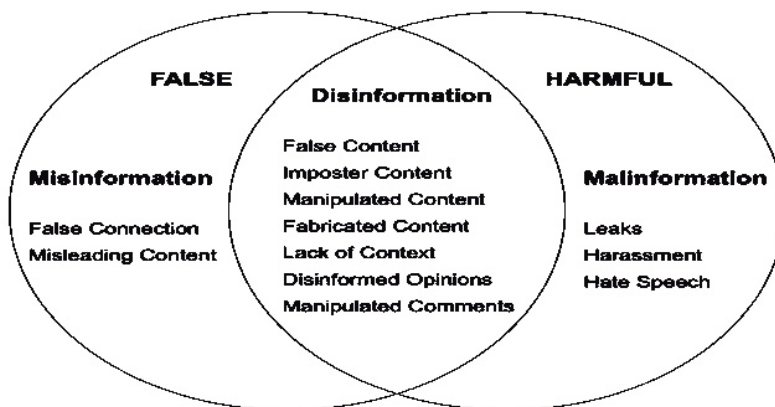 FALSE
HARMFUL
Disinformation
Misinformation
False Connection
Misleading Content
False Content
Imposter Content
Manipulated Content
Fabricated Content
Lack of Context
Disinformed Opinions
Manipulated Comments
Malinformation
Leaks
Harassment
Hate Speech